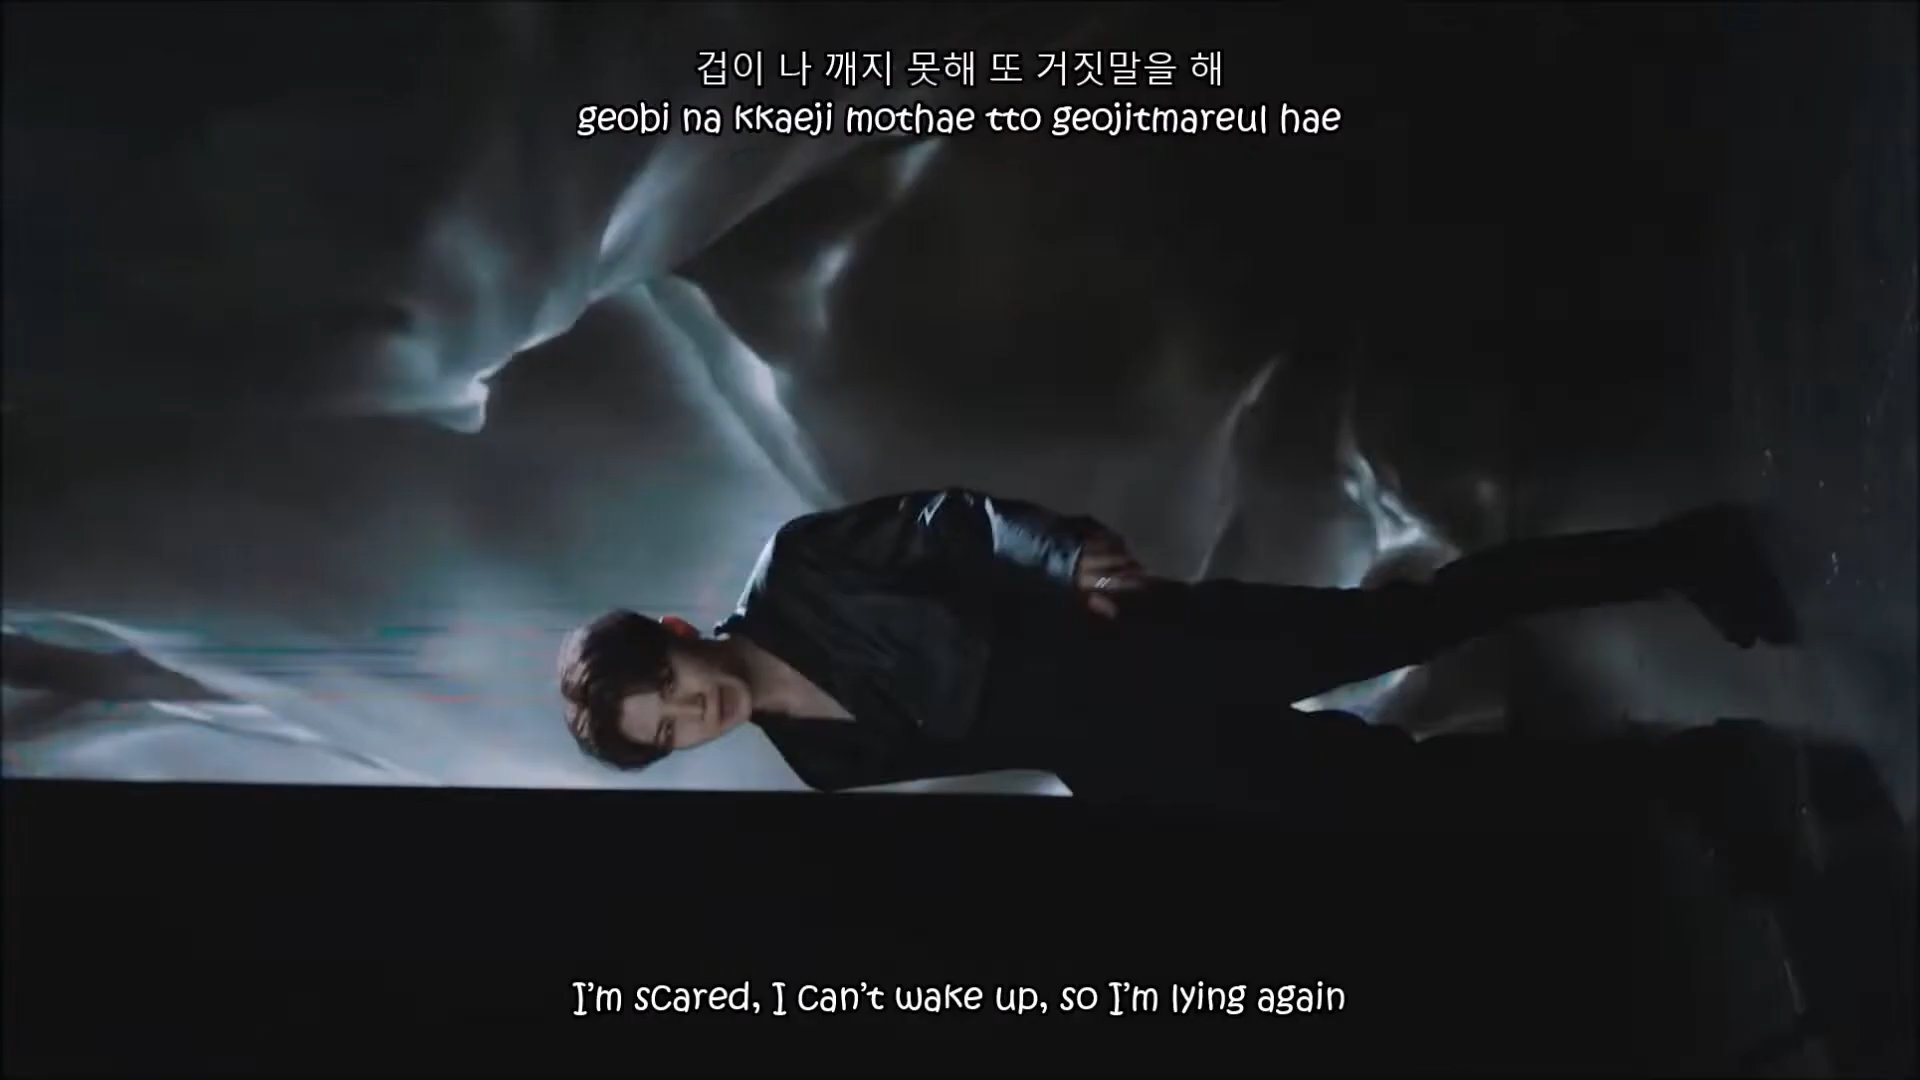 겁이 나 깨지 못해 또 거짓말을 해
geobi na kkaeji mothae tto geojitmareul hae
I'm scared, I can't wake up, so I'm lying again